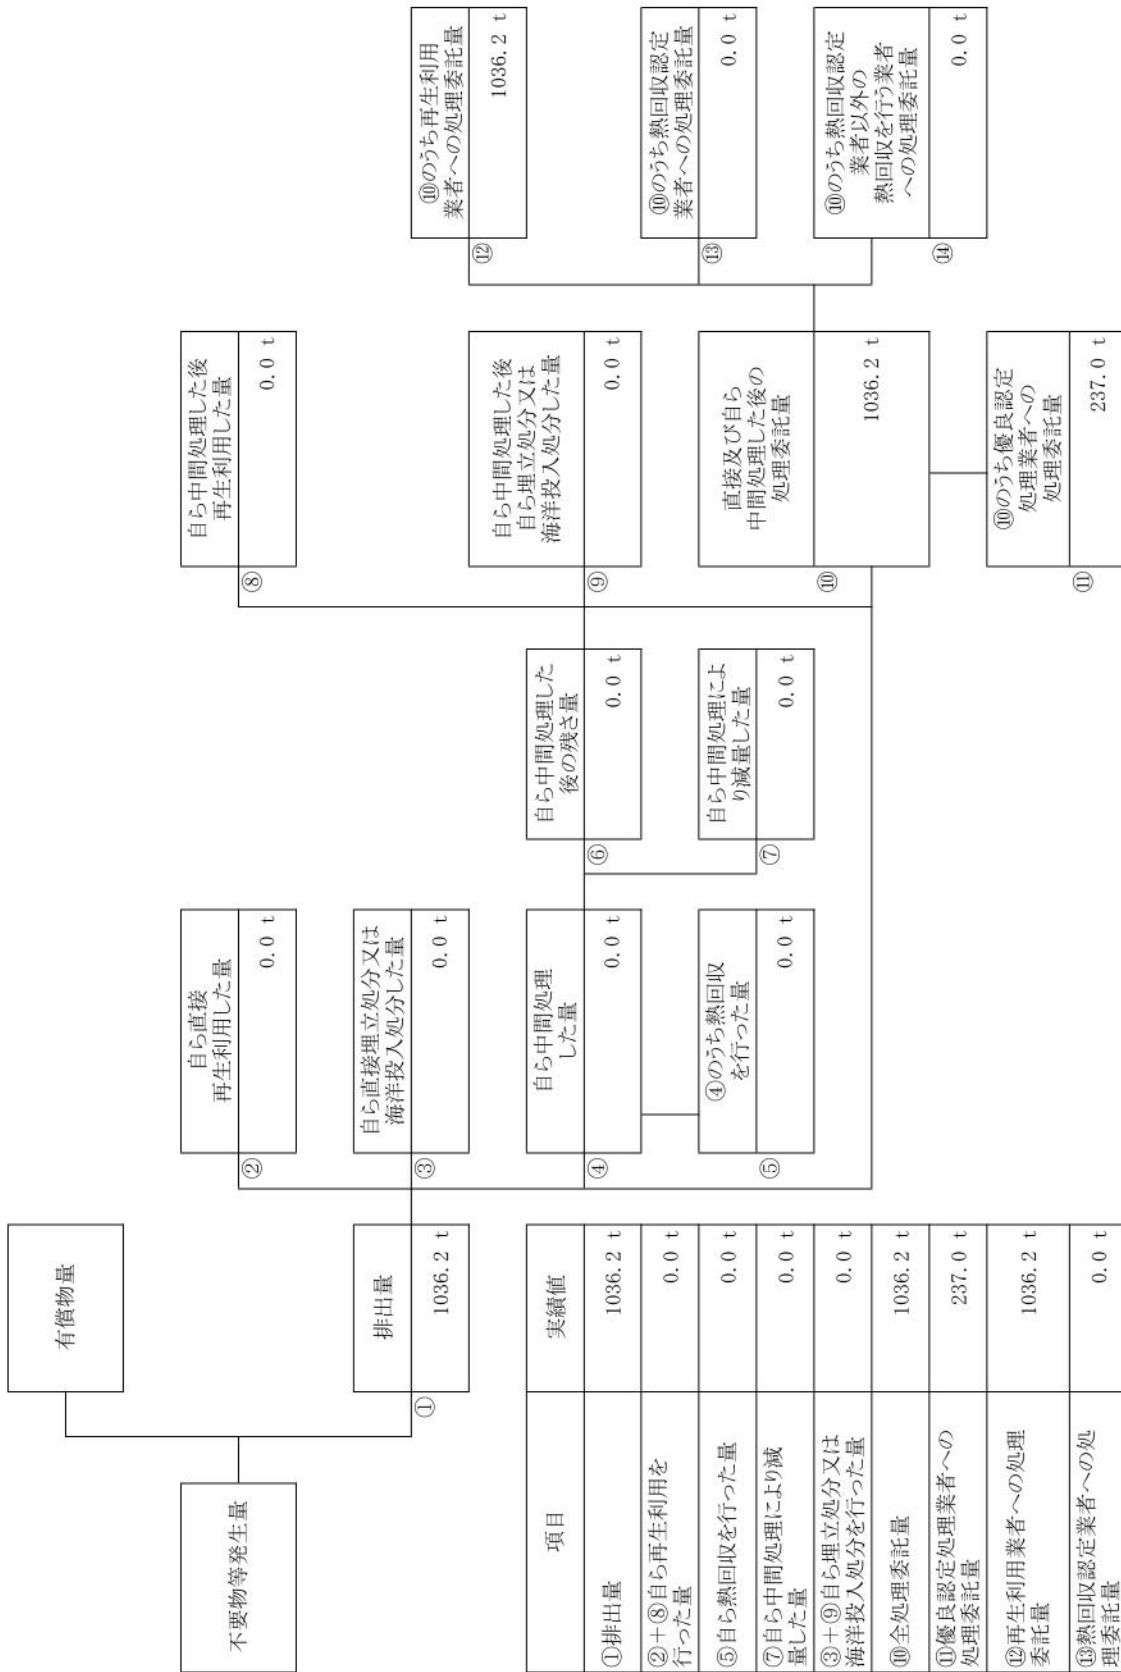 不要物等発生量
有償物量
①
排出量
1036.2 t
②
自ら直接
再生利用した量
0.0 t
③
自ら直接埋立処分又は
海洋投入処分した量
0.0 t
④
自ら中間処理
した量
0.0 t
⑤
④のうち熱回収
を行った量
0.0 t
⑥
自ら中間処理した
後の残さ量
0.0 t
⑦
自ら中間処理によ
り減量した量
0.0 t
⑧
自ら中間処理した後
再生利用した量
0.0 t
⑨
自ら中間処理した後
自ら埋立処分又は
海洋投入処分した量
0.0 t
⑩
直接及び自ら
中間処理した後の
処理委託量
1036.2 t
⑪
⑩のうち優良認定
処理業者への
処理委託量
237.0 t
⑫
⑩のうち再生利用
業者への処理委託量
1036.2 t
⑬
⑩のうち熱回収認定
業者への処理委託量
0.0 t
⑭
⑩のうち熱回収認定
業者以外の
熱回収を行う業者
への処理委託量
0.0 t
項目 実績値
①排出量 1036.2 t
②＋⑧自ら再生利用を
行った量 0.0 t
⑤自ら熱回収を行った量 0.0 t
⑦自ら中間処理により減
量した量 0.0 t
③＋⑨自ら埋立処分又は
海洋投入処分を行った量 0.0 t
⑩全処理委託量 1036.2 t
⑪優良認定処理業者への
処理委託量 237.0 t
⑫再生利用業者への処理
委託量 1036.2 t
⑬熱回収認定業者への処
理委託量 0.0 t